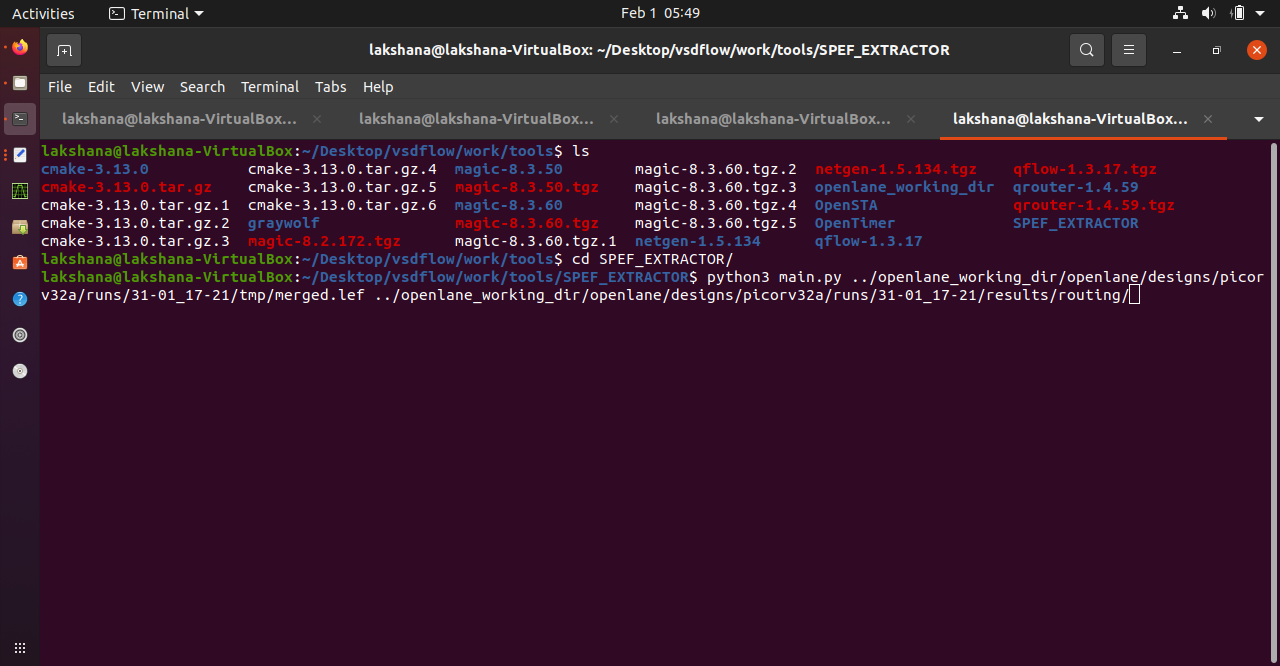 Activities Terminal Feb 1 05:49
lakshana@lakshana-VirtualBox: ~/Desktop/vsdflow/work/tools/SPEF_EXTRACTOR
File Edit View Search Terminal Tabs Help
lakshana@lakshana-VirtualBox... × lakshana@lakshana-VirtualBox... × lakshana@lakshana-VirtualBox... × lakshana@lakshana-VirtualBox... ×
lakshana@lakshana-VirtualBox:~/Desktop/vsdflow/work/tools$ ls
cmake-3.13.0 cmake-3.13.0.tar.gz.4 magic-8.3.50 magic-8.3.60.tgz.2 netgen-1.5.134.tgz qflow-1.3.17.tgz
cmake-3.13.0.tar.gz cmake-3.13.0.tar.gz.5 magic-8.3.50.tgz magic-8.3.60.tgz.3 openlane_working_dir qrouter-1.4.59
cmake-3.13.0.tar.gz.1 cmake-3.13.0.tar.gz.6 magic-8.3.60 magic-8.3.60.tgz.4 OpenSTA qrouter-1.4.59.tgz
cmake-3.13.0.tar.gz.2 graywolf magic-8.3.60.tgz magic-8.3.60.tgz.5 OpenTimer SPEF_EXTRACTOR
cmake-3.13.0.tar.gz.3 magic-8.2.172.tgz magic-8.3.60.tgz.1 netgen-1.5.134 qflow-1.3.17
lakshana@lakshana-VirtualBox:~/Desktop/vsdflow/work/tools$ cd SPEF_EXTRACTOR/
lakshana@lakshana-VirtualBox:~/Desktop/vsdflow/work/tools/SPEF_EXTRACTOR$ python3 main.py ../openlane_working_dir/openlane/designs/picor
v32a/runs/31-01_17-21/tmp/merged.lef ../openlane_working_dir/openlane/designs/picorv32a/runs/31-01_17-21/results/routing/